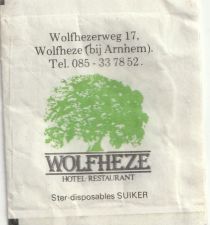 Wolfhezerweg 17,
Wolfheze (bij Arnhem).
Tel. 085 - 33 78 52.
WOLFHEZE
HOTEL-RESTAURANT
Ster-disposables SUIKER